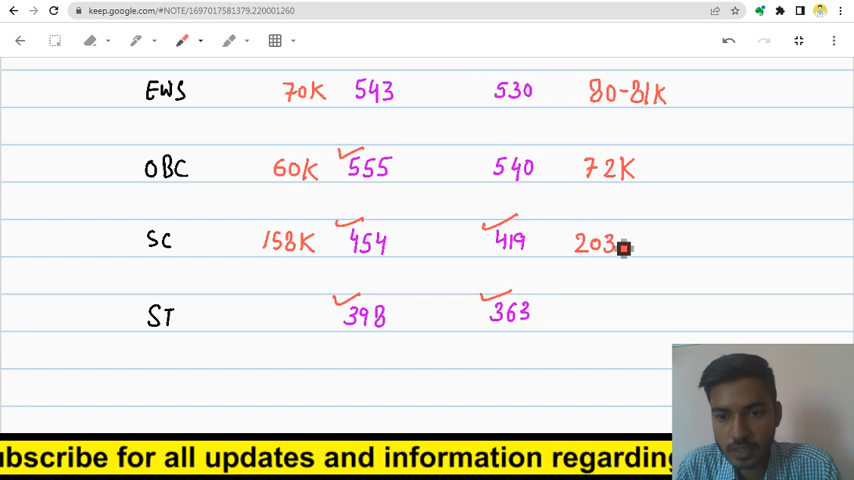 keep.google.com/#NOTE/1697017581379.220001260
EWS 70K 543 530 80-81K
OBC 60K 555 540 72K
SC 158K 454 419 203
ST 398 363
ubscribe for all updates and information regarding